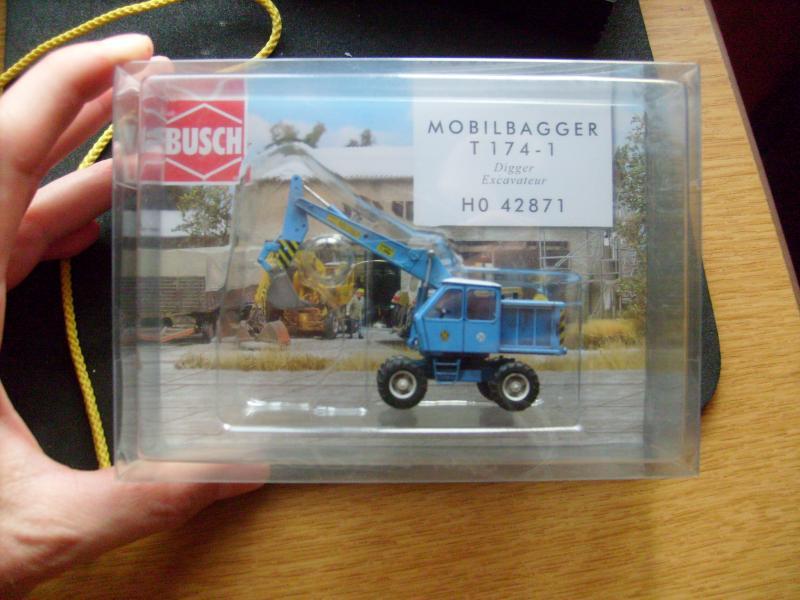 BUSCH
MOBILBAGGER
T 174-1
Digger
Excavateur
H0 42871